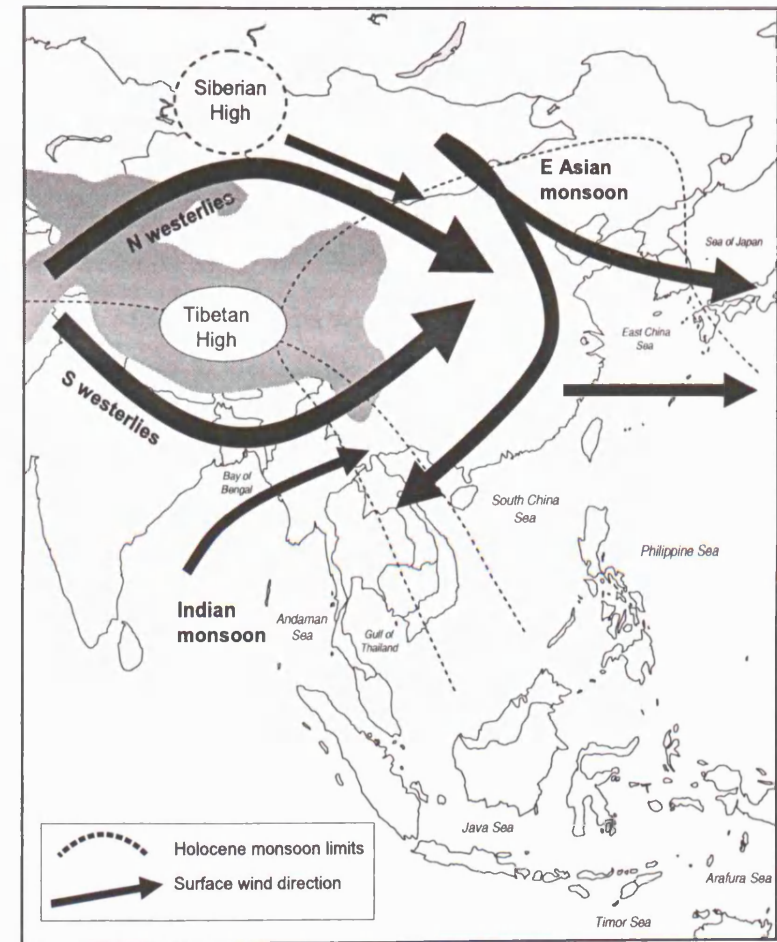 Siberian
High
E Asian
monsoon
N westerlies
Sea of Japan
Tibetan
High
East China
Sea
S westerlies
Bay of
Bengal
South China
Sea
Philippine Sea
Indian
monsoon
Andaman
Sea
Gulf of
Thailand
Java Sea
Holocene monsoon limits
Surface wind direction
Arafura Sea
Timor Sea